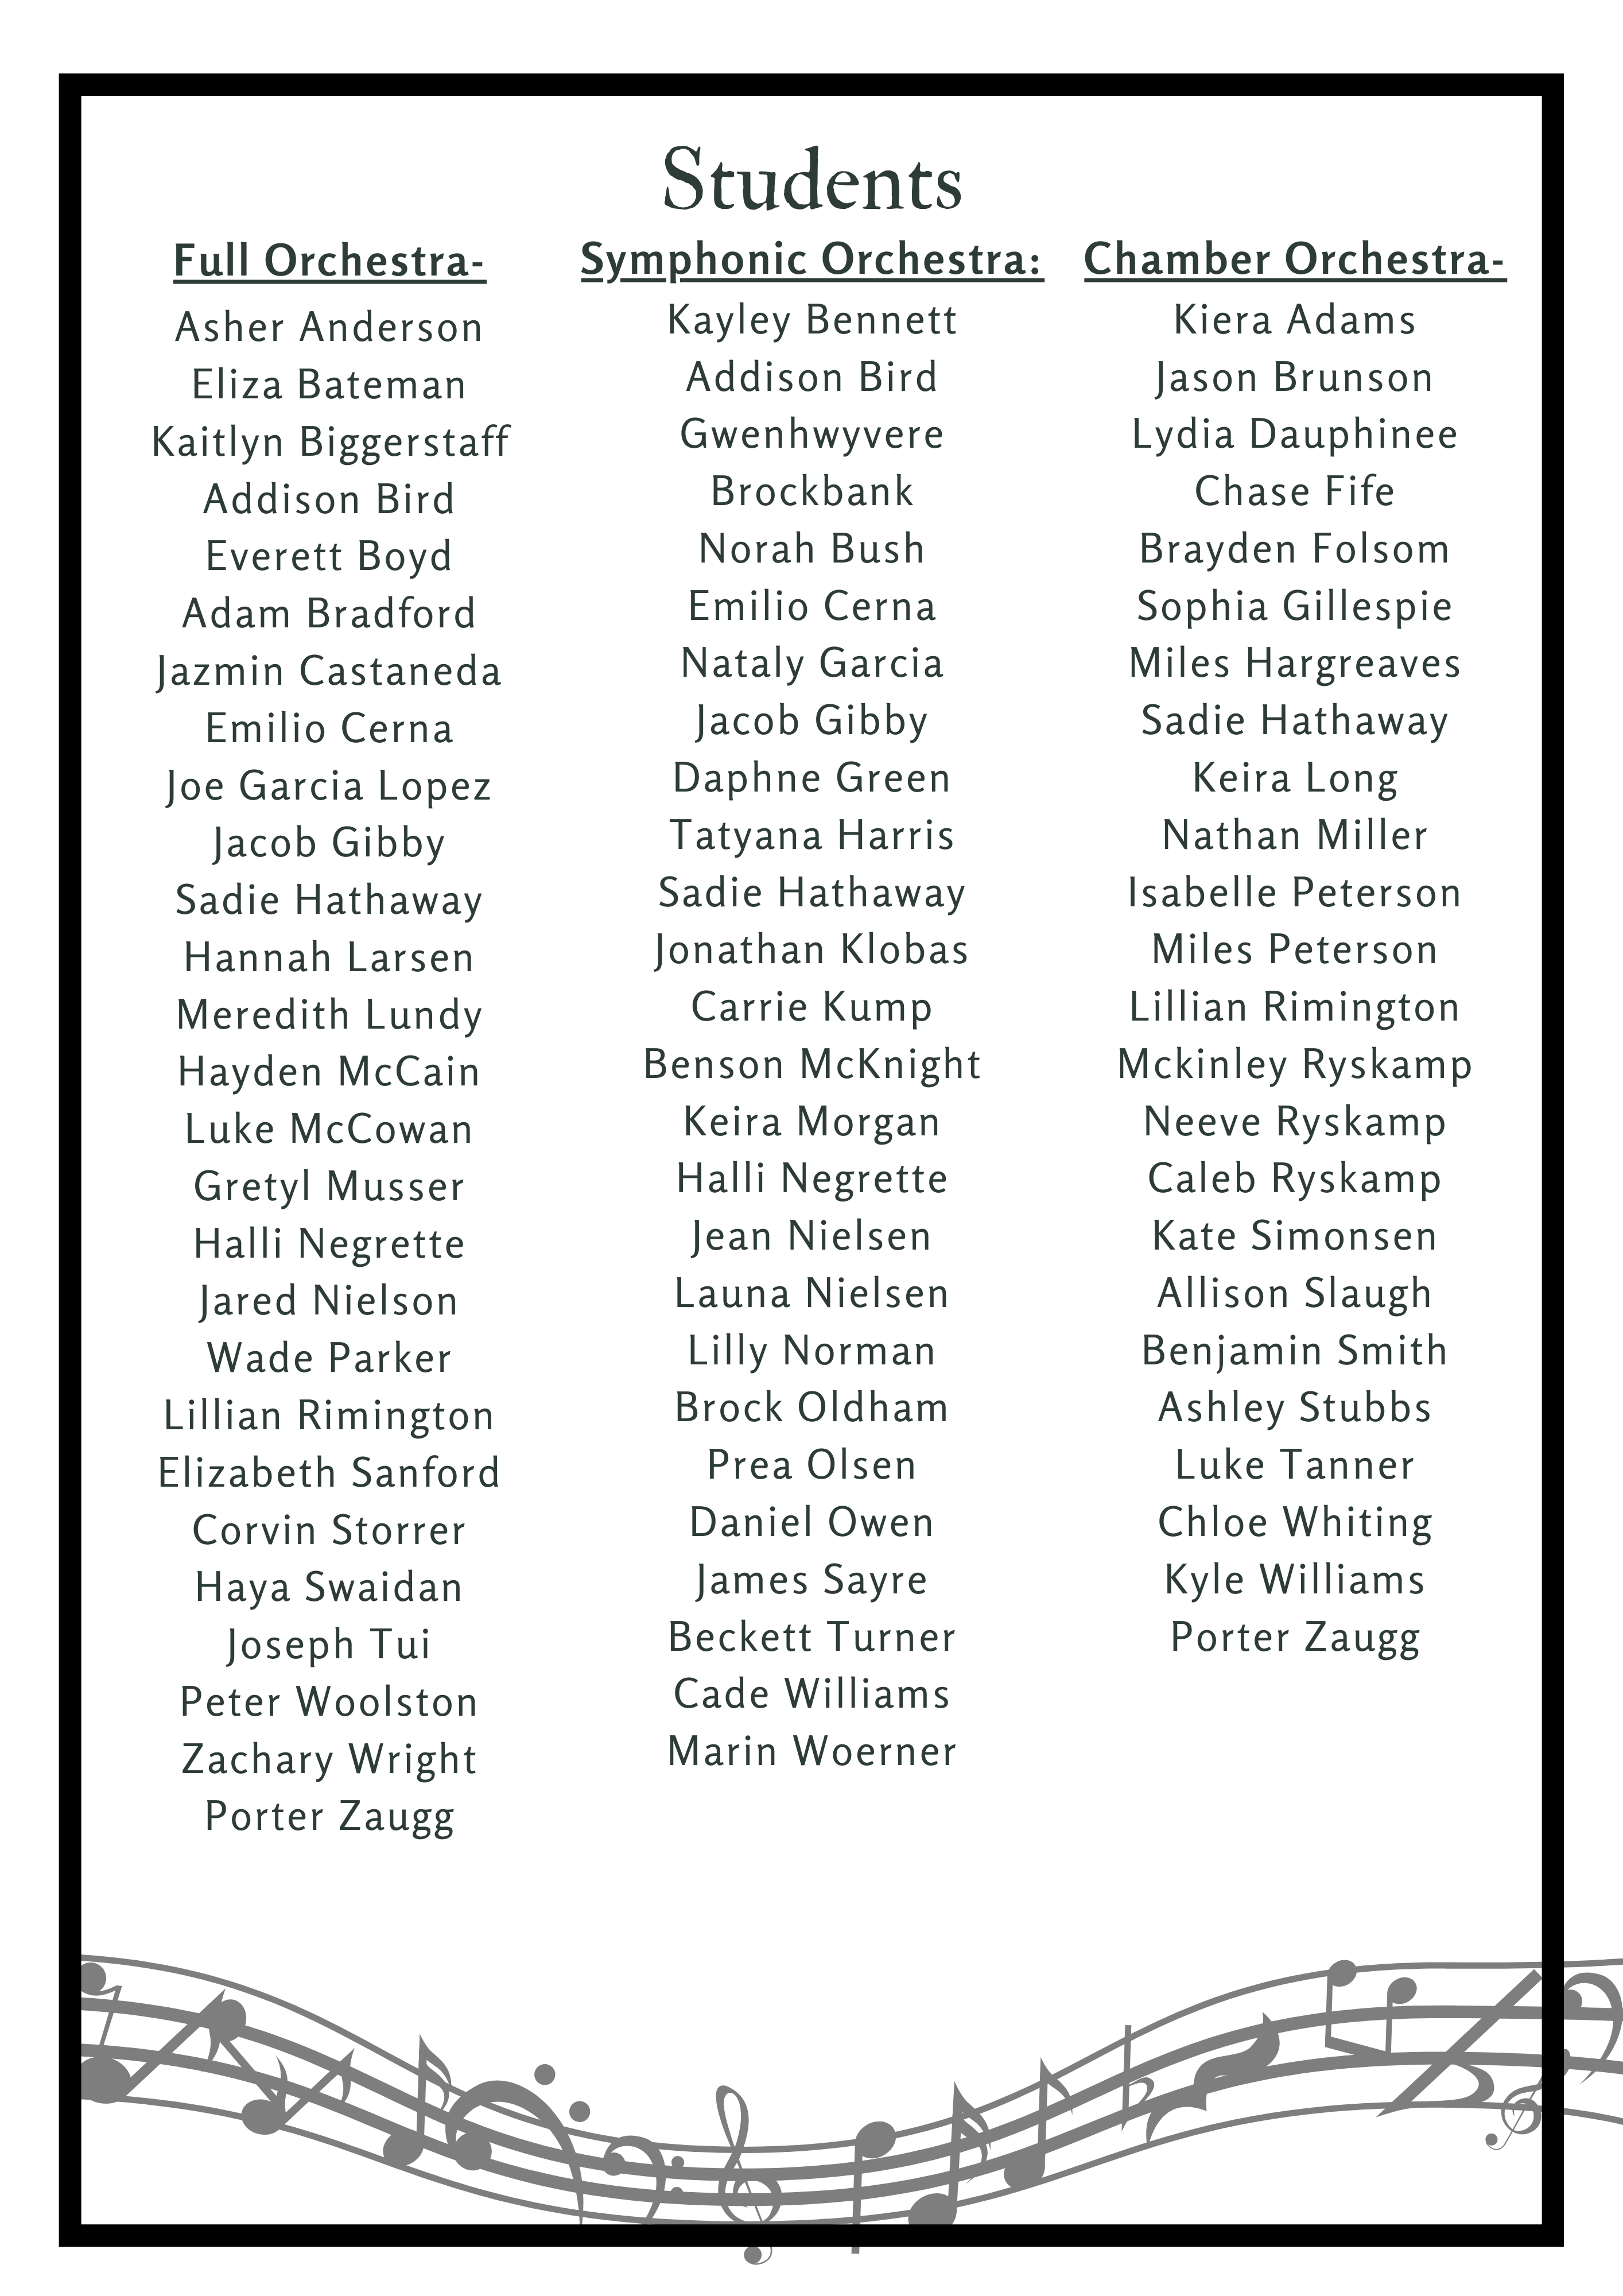 Students
Full Orchestra-
Asher Anderson
Eliza Bateman
Kaitlyn Biggerstaff
Addison Bird
Everett Boyd
Adam Bradford
Jazmin Castaneda
Emilio Cerna
Joe Garcia Lopez
Jacob Gibby
Sadie Hathaway
Hannah Larsen
Meredith Lundy
Hayden McCain
Luke McCowan
Gretyl Musser
Halli Negrette
Jared Nielson
Wade Parker
Lillian Rimington
Elizabeth Sanford
Corvin Storrer
Haya Swaidan
Joseph Tui
Peter Woolston
Zachary Wright
Porter Zaugg
Symphonic Orchestra:
Kayley Bennett
Addison Bird
Gwenhwyvere
Brockbank
Norah Bush
Emilio Cerna
Nataly Garcia
Jacob Gibby
Daphne Green
Tatyana Harris
Sadie Hathaway
Jonathan Klobas
Carrie Kump
Benson McKnight
Keira Morgan
Halli Negrette
Jean Nielsen
Launa Nielsen
Lilly Norman
Brock Oldham
Prea Olsen
Daniel Owen
James Sayre
Beckett Turner
Cade Williams
Marin Woerner
Chamber Orchestra-
Kiera Adams
Jason Brunson
Lydia Dauphinee
Chase Fife
Brayden Folsom
Sophia Gillespie
Miles Hargreaves
Sadie Hathaway
Keira Long
Nathan Miller
Isabelle Peterson
Miles Peterson
Lillian Rimington
Mckinley Ryskamp
Neeve Ryskamp
Caleb Ryskamp
Kate Simonsen
Allison Slaugh
Benjamin Smith
Ashley Stubbs
Luke Tanner
Chloe Whiting
Kyle Williams
Porter Zaugg